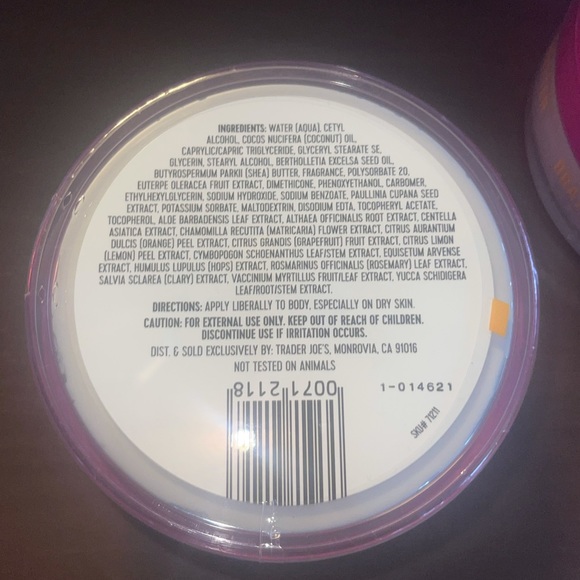 INGREDIENTS: WATER (AQUA), CETYL
ALCOHOL, COCOS NUCIFERA (COCONUT) OIL,
CAPRYLIC/CAPRIC TRIGLYCERIDE, GLYCERYL STEARATE SE,
GLYCERIN, STEARYL ALCOHOL, BERTHOLLETIA EXCELSA SEED OIL,
BUTYROSPERMUM PARKII (SHEA) BUTTER, FRAGRANCE, POLYSORBATE 20,
EUTERPE OLERACEA FRUIT EXTRACT, DIMETHICONE, PHENOXYETHANOL, CARBOMER,
ETHYLHEXYLGLYCERIN, SODIUM HYDROXIDE, SODIUM BENZOATE, PAULLINIA CUPANA SEED
EXTRACT, POTASSIUM SORBATE, MALTODEXTRIN, DISODIUM EDTA, TOCOPHERYL ACETATE,
TOCOPHEROL, ALOE BARBADENSIS LEAF EXTRACT, ALTHAEA OFFICINALIS ROOT EXTRACT, CENTELLA
ASIATICA EXTRACT, CHAMOMILLA RECUTITA (MATRICARIA) FLOWER EXTRACT, CITRUS AURANTIUM
DULCIS (ORANGE) PEEL EXTRACT, CITRUS GRANDIS (GRAPEFRUIT) FRUIT EXTRACT, CITRUS LIMON
(LEMON) PEEL EXTRACT, CYMBOPOGON SCHOENANTHUS LEAF/STEM EXTRACT, EQUISETUM ARVENSE
EXTRACT, HUMULUS LUPULUS (HOPS) EXTRACT, ROSMARINUS OFFICINALIS (ROSEMARY) LEAF EXTRACT,
SALVIA SCLAREA (CLARY) EXTRACT, VACCINIUM MYRTILLUS FRUIT/LEAF EXTRACT, YUCCA SCHIDIGERA
LEAF/ROOT/STEM EXTRACT.
DIRECTIONS: APPLY LIBERALLY TO BODY, ESPECIALLY ON DRY SKIN.
CAUTION: FOR EXTERNAL USE ONLY. KEEP OUT OF REACH OF CHILDREN.
DISCONTINUE USE IF IRRITATION OCCURS.
DIST. & SOLD EXCLUSIVELY BY: TRADER JOE'S, MONROVIA, CA 91016
NOT TESTED ON ANIMALS
0071 2118
1-014621
SKU# 71211